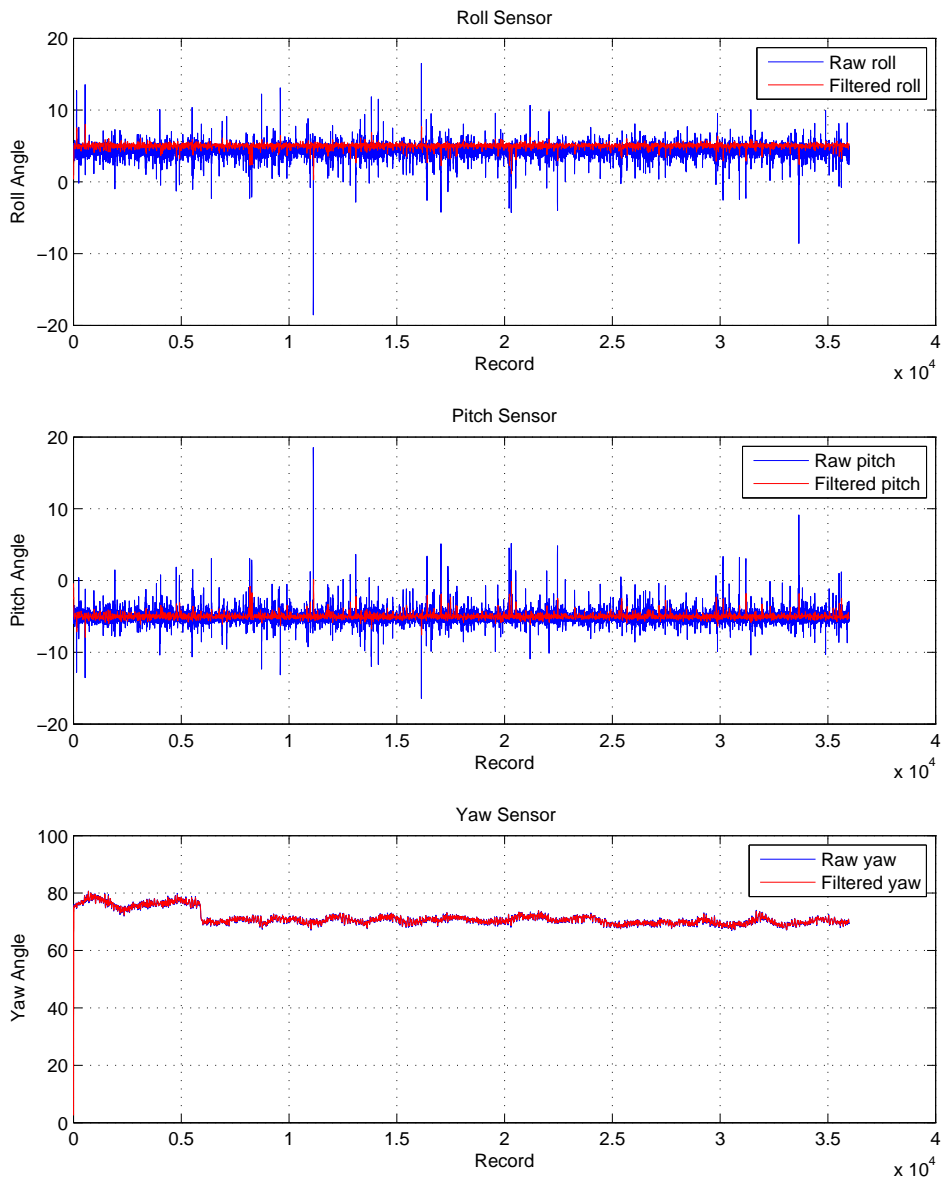 Roll Sensor
20
10
0
−10
−20
Roll Angle
Raw roll
Filtered roll
0 0.5 1 1.5 2 2.5 3 3.5 4
Record
x 10^4
Pitch Sensor
20
10
0
−10
−20
Pitch Angle
Raw pitch
Filtered pitch
0 0.5 1 1.5 2 2.5 3 3.5 4
Record
x 10^4
Yaw Sensor
100
80
60
40
20
0
Yaw Angle
Raw yaw
Filtered yaw
0 0.5 1 1.5 2 2.5 3 3.5 4
Record
x 10^4